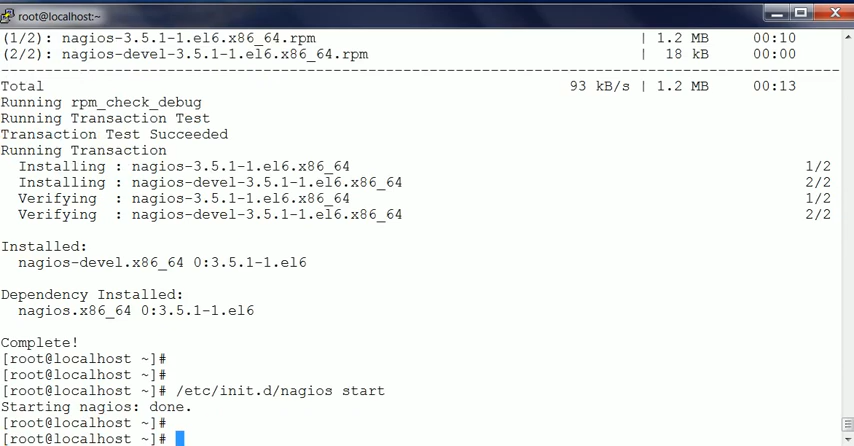 root@localhost:~
(1/2): nagios-3.5.1-1.el6.x86_64.rpm | 1.2 MB 00:10
(2/2): nagios-devel-3.5.1-1.el6.x86_64.rpm | 18 kB 00:00
--------------------------------------------------------------------------------
Total 93 kB/s | 1.2 MB 00:13
Running rpm_check_debug
Running Transaction Test
Transaction Test Succeeded
Running Transaction
Installing : nagios-3.5.1-1.el6.x86_64 1/2
Installing : nagios-devel-3.5.1-1.el6.x86_64 2/2
Verifying : nagios-3.5.1-1.el6.x86_64 1/2
Verifying : nagios-devel-3.5.1-1.el6.x86_64 2/2
Installed:
nagios-devel.x86_64 0:3.5.1-1.el6
Dependency Installed:
nagios.x86_64 0:3.5.1-1.el6
Complete!
[root@localhost ~]#
[root@localhost ~]#
[root@localhost ~]# /etc/init.d/nagios start
Starting nagios: done.
[root@localhost ~]#
[root@localhost ~]#